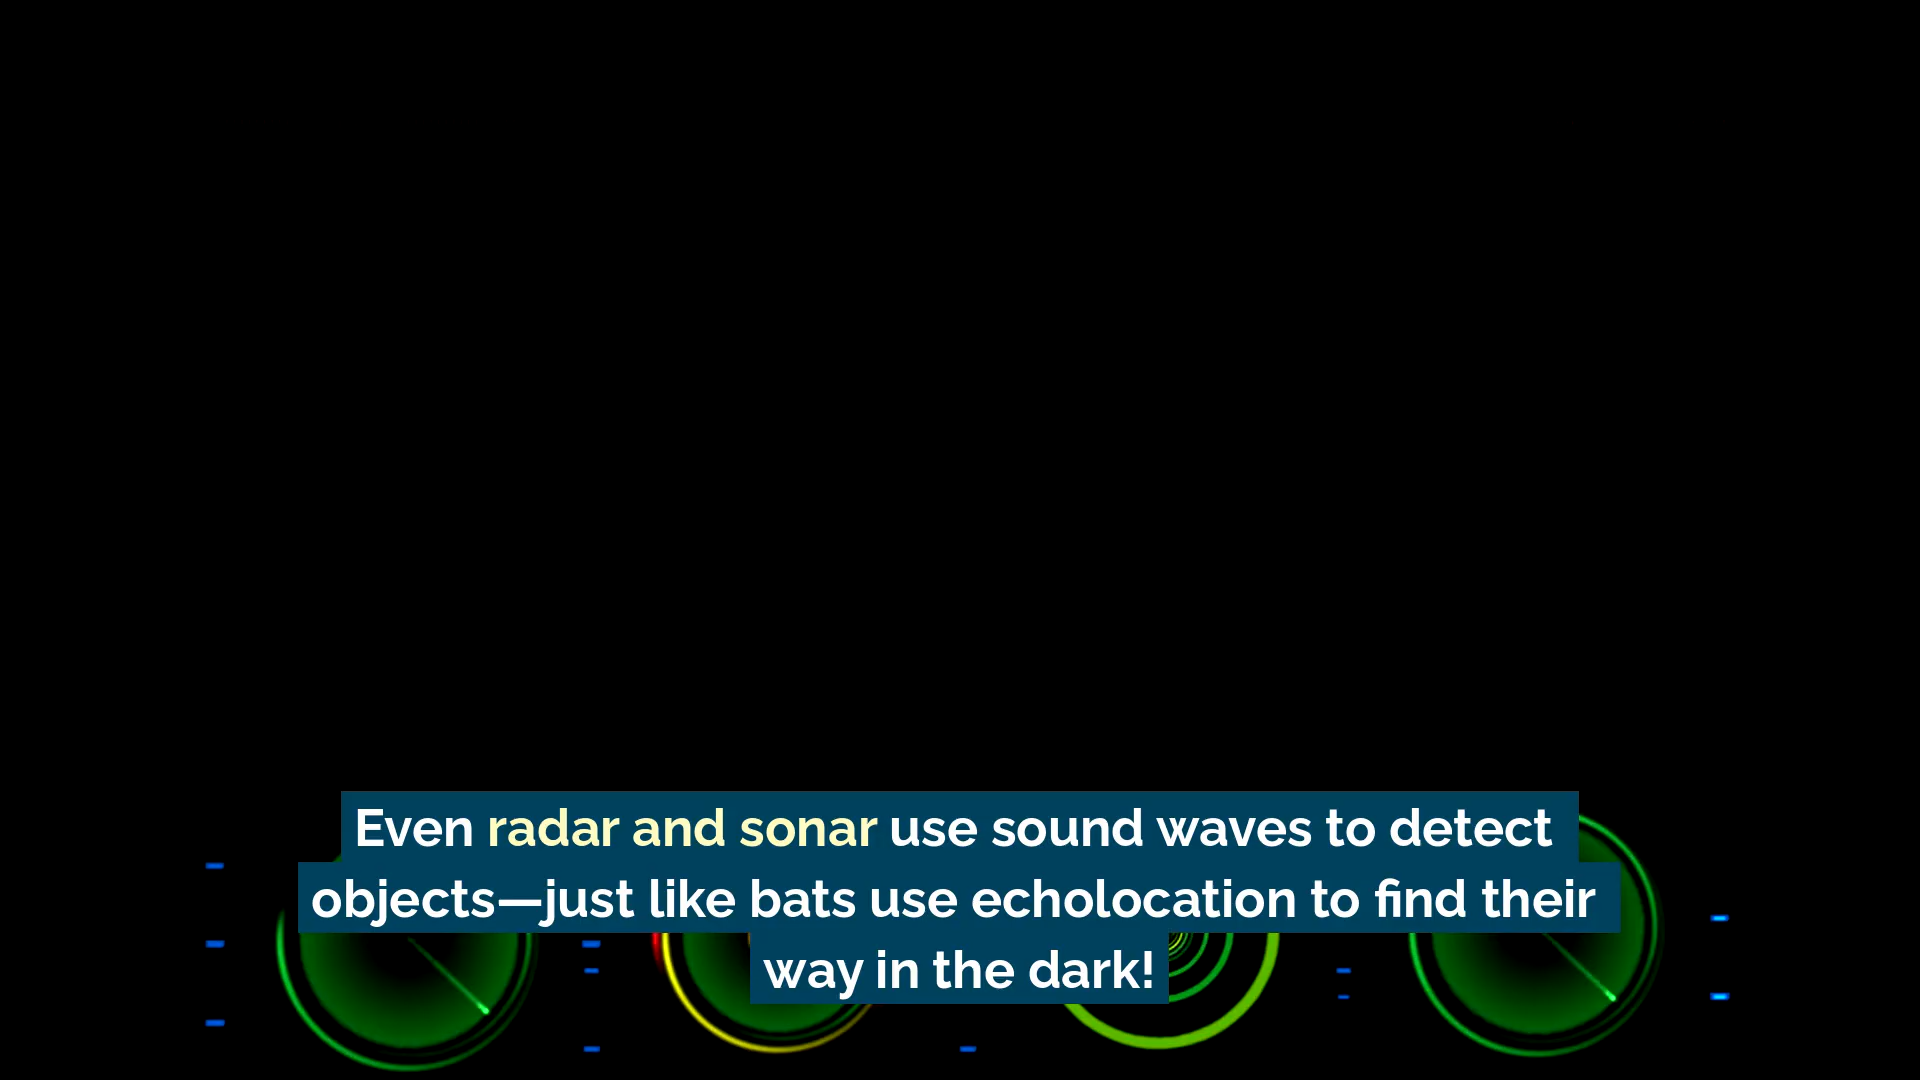 Even radar and sonar use sound waves to detect
objects—just like bats use echolocation to find their
way in the dark!